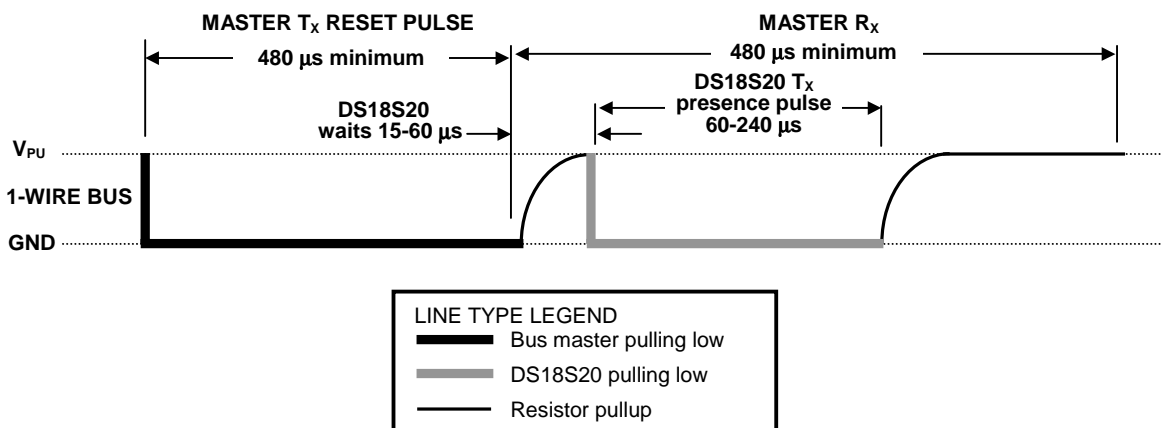 MASTER TX RESET PULSE
480 μs minimum
MASTER RX
480 μs minimum
DS18S20
waits 15-60 μs
DS18S20 TX
presence pulse
60-240 μs
VPU
1-WIRE BUS
GND
LINE TYPE LEGEND
Bus master pulling low
DS18S20 pulling low
Resistor pullup